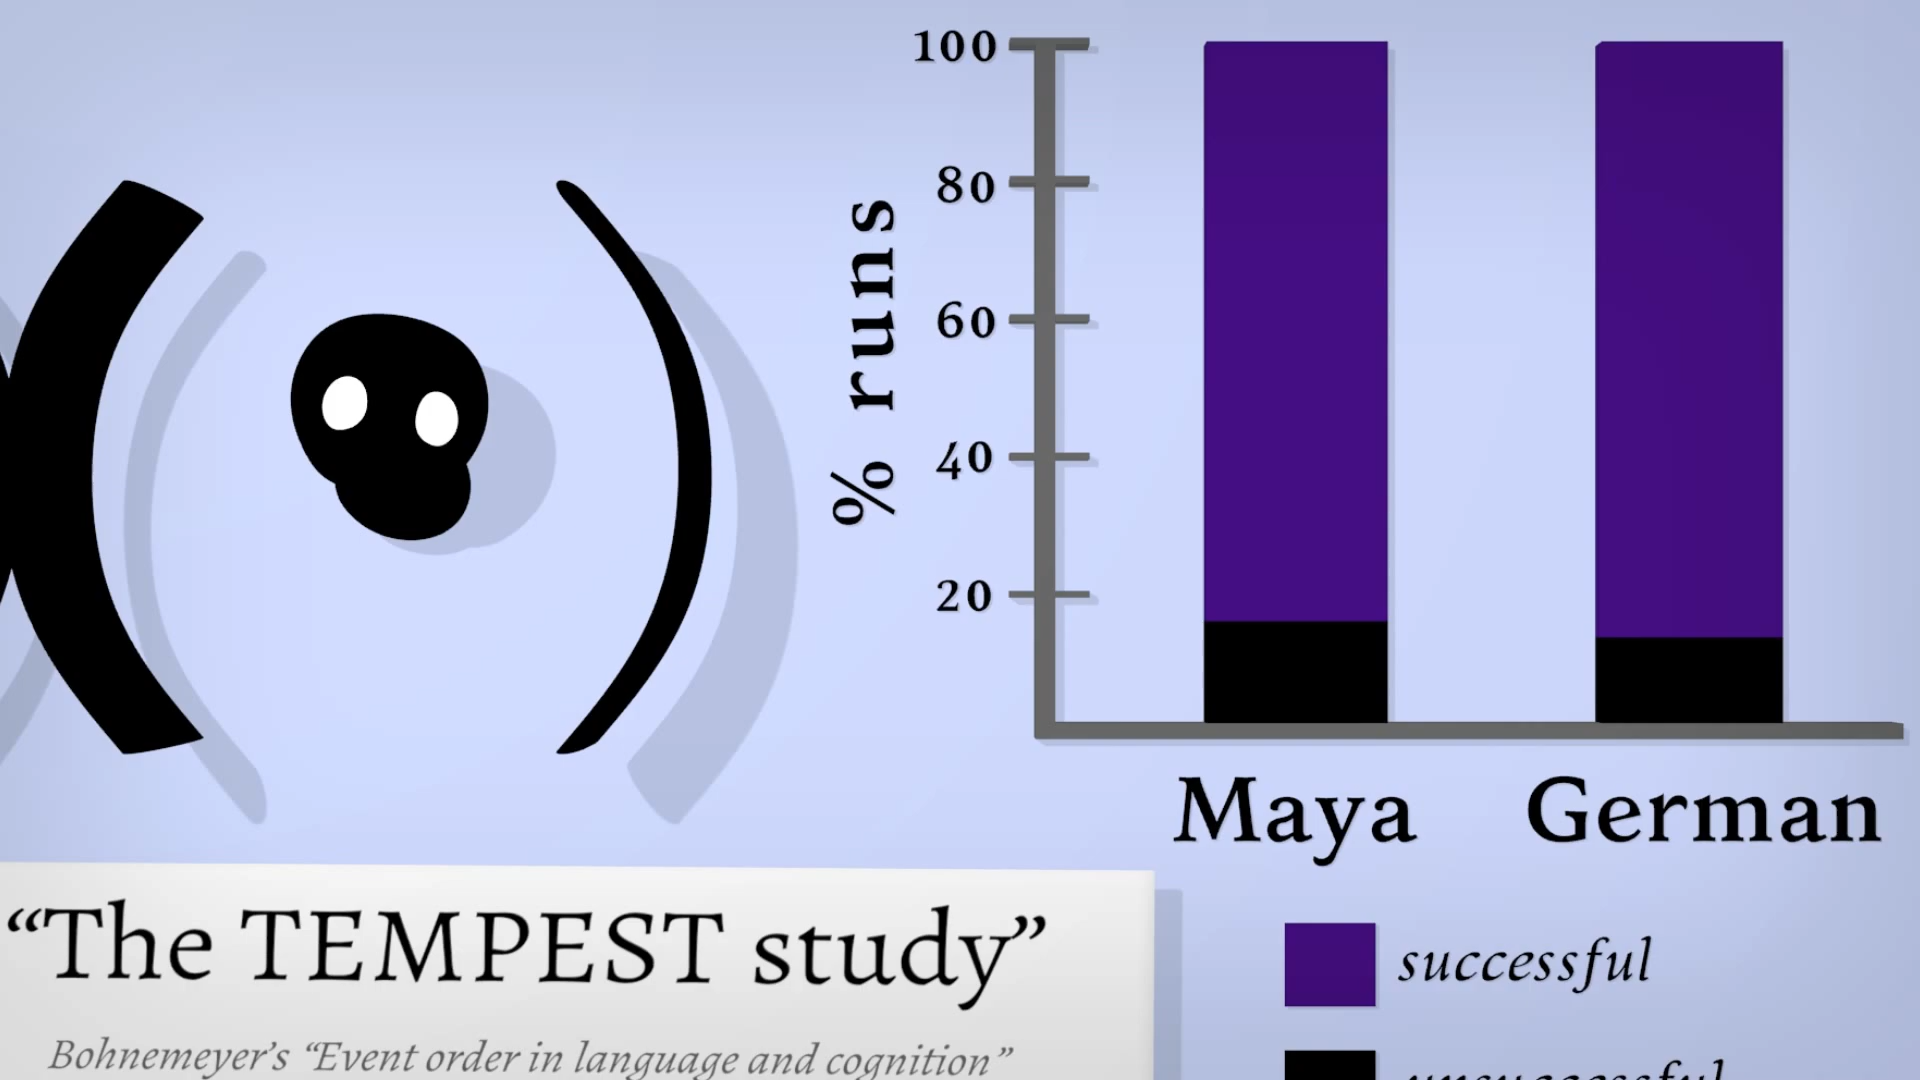 100
80
60
40
20
% runs
Maya German
successful
unsuccessful
“The TEMPEST study”
Bohnemeyer’s “Event order in language and cognition”